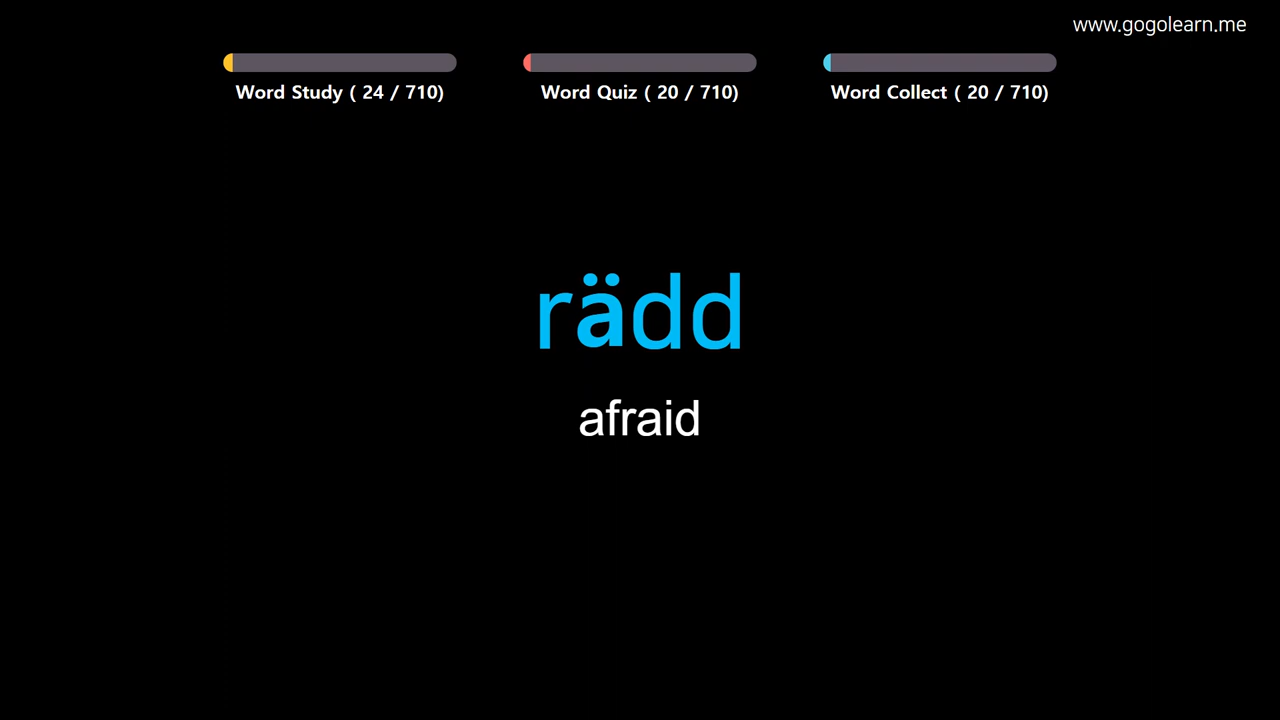 www.gogolearn.me
Word Study ( 24 / 710)
Word Quiz ( 20 / 710)
Word Collect ( 20 / 710)
rädd
afraid